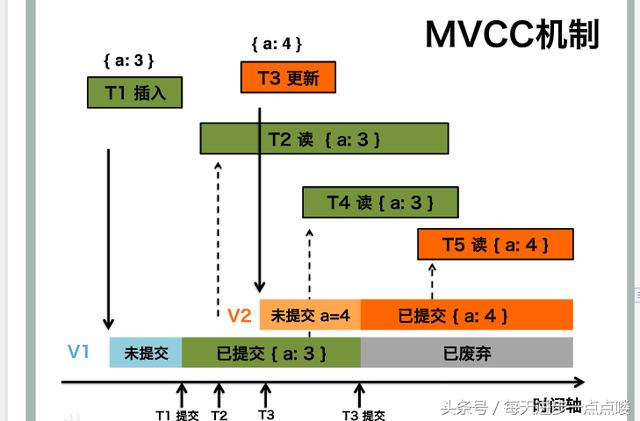 MVCC机制
{ a: 3 }
{ a: 4 }
T1 插入
T3 更新
T2 读 { a: 3 }
T4 读 { a: 3 }
T5 读 { a: 4 }
V2
未提交 a=4
已提交 { a: 4 }
V1
未提交
已提交 { a: 3 }
已废弃
时间轴
T1 提交
T2
T3
T3 提交
头条号 / 每天进步一点点喽